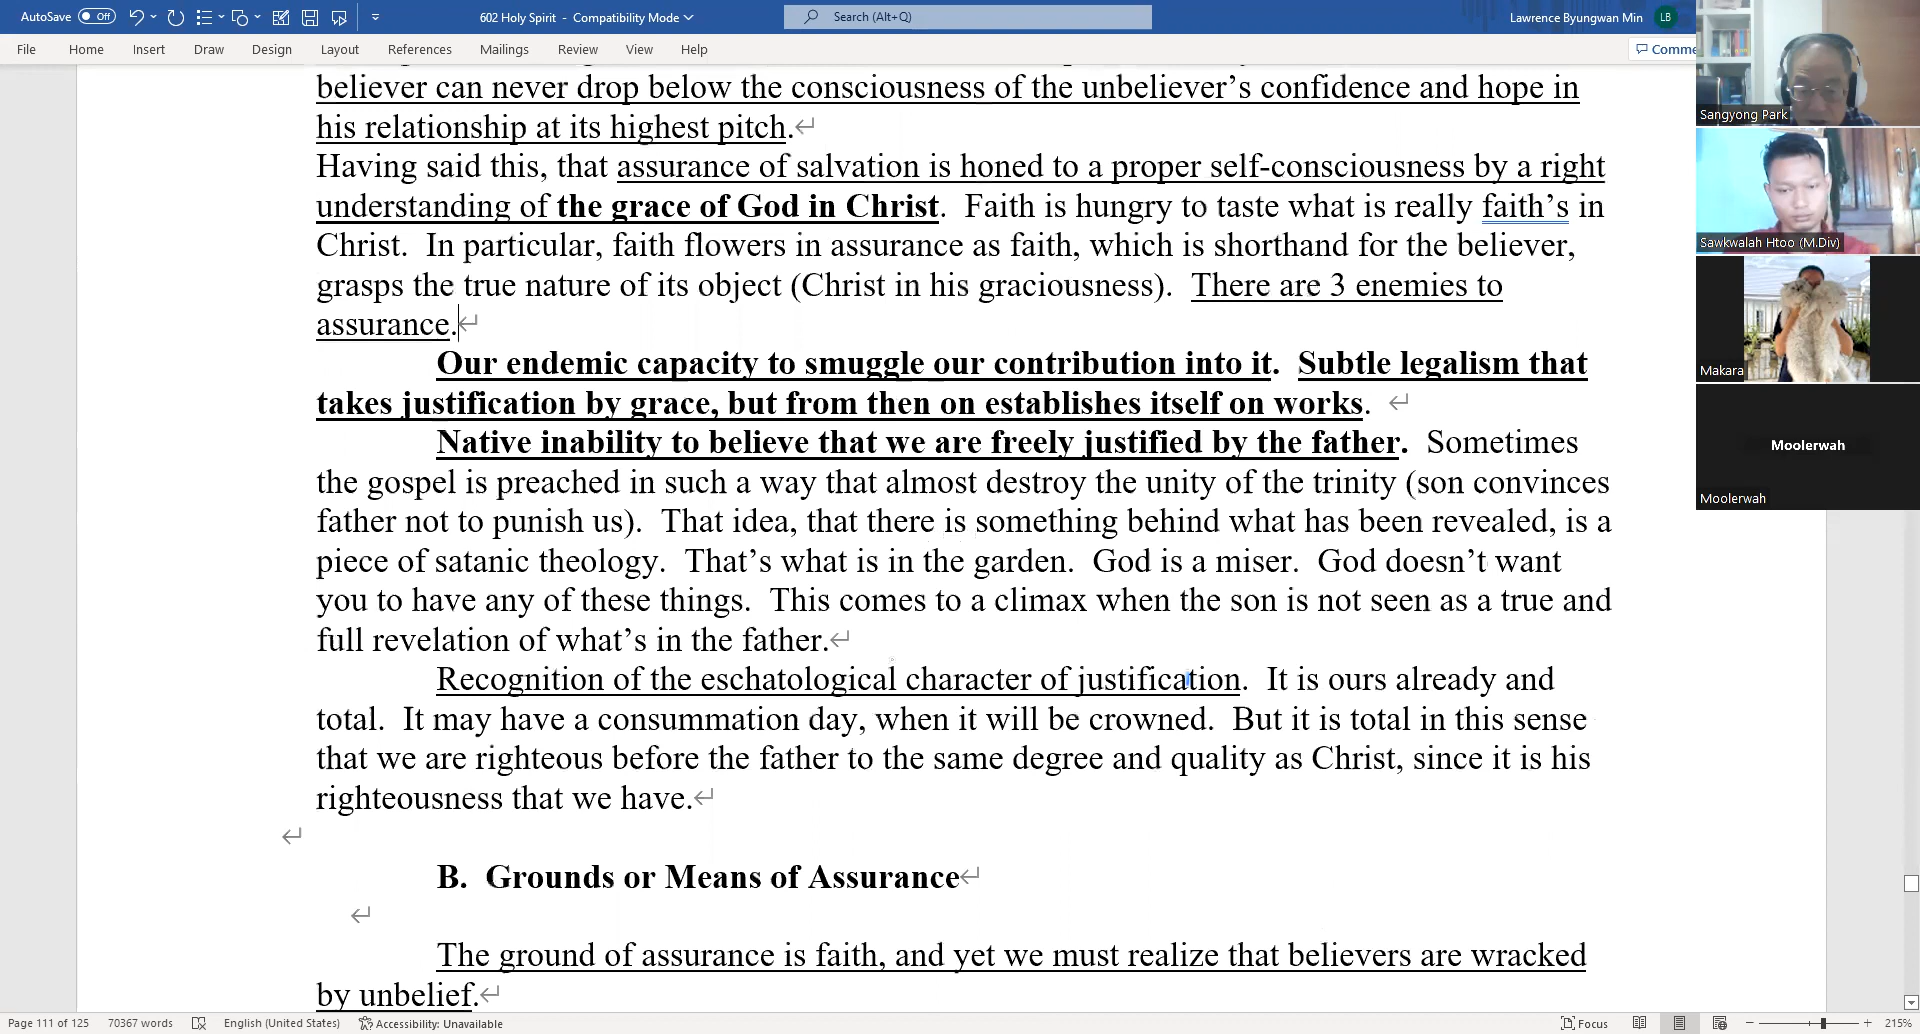 AutoSave Off 602 Holy Spirit - Compatibility Mode Search (Alt+Q) Lawrence Byungwan Min LB
File Home Insert Draw Design Layout References Mailings Review View Help Comme
believer can never drop below the consciousness of the unbeliever’s confidence and hope in
his relationship at its highest pitch.
Having said this, that assurance of salvation is honed to a proper self-consciousness by a right
understanding of the grace of God in Christ. Faith is hungry to taste what is really faith’s in
Christ. In particular, faith flowers in assurance as faith, which is shorthand for the believer,
grasps the true nature of its object (Christ in his graciousness). There are 3 enemies to
assurance.
Our endemic capacity to smuggle our contribution into it. Subtle legalism that
takes justification by grace, but from then on establishes itself on works.
Native inability to believe that we are freely justified by the father. Sometimes
the gospel is preached in such a way that almost destroy the unity of the trinity (son convinces
father not to punish us). That idea, that there is something behind what has been revealed, is a
piece of satanic theology. That’s what is in the garden. God is a miser. God doesn’t want
you to have any of these things. This comes to a climax when the son is not seen as a true and
full revelation of what’s in the father.
Recognition of the eschatological character of justification. It is ours already and
total. It may have a consummation day, when it will be crowned. But it is total in this sense
that we are righteous before the father to the same degree and quality as Christ, since it is his
righteousness that we have.
B. Grounds or Means of Assurance
The ground of assurance is faith, and yet we must realize that believers are wracked
by unbelief.
Sangyong Park
Sawkwalah Htoo (M.Div)
Makara
Moolerwah
Moolerwah
Page 111 of 125 70367 words English (United States) Accessibility: Unavailable Focus 215%